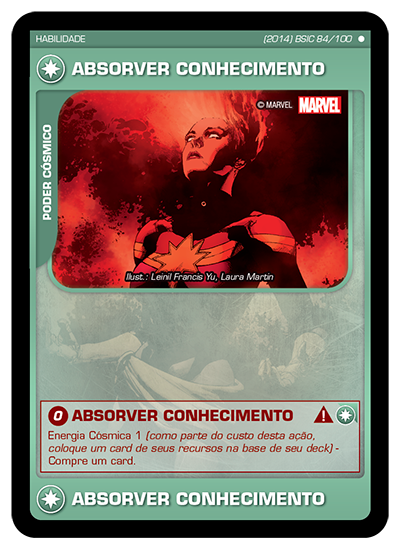 HABILIDADE
(2014) BSIC 84/100
ABSORVER CONHECIMENTO
© MARVEL MARVEL
PODER CÓSMICO
Ilust.: Leinil Francis Yu, Laura Martin
0 ABSORVER CONHECIMENTO
Energia Cósmica 1 (como parte do custo desta ação,
coloque um card de seus recursos na base de seu deck) -
Compre um card.
ABSORVER CONHECIMENTO